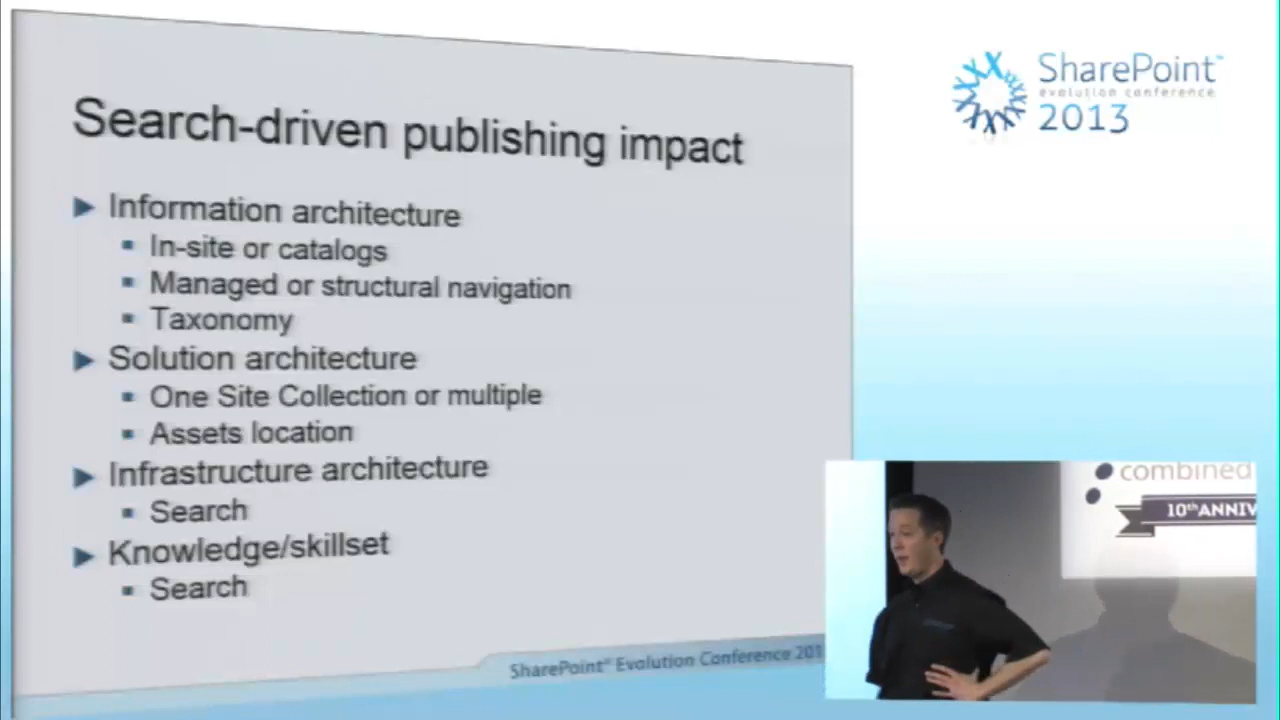 Search-driven publishing impact
Information architecture
In-site or catalogs
Managed or structural navigation
Taxonomy
Solution architecture
One Site Collection or multiple
Assets location
Infrastructure architecture
Search
Knowledge/skillset
Search
SharePoint® Evolution Conference 201
SharePoint™
evolution conference
2013
combined
10th ANNIV